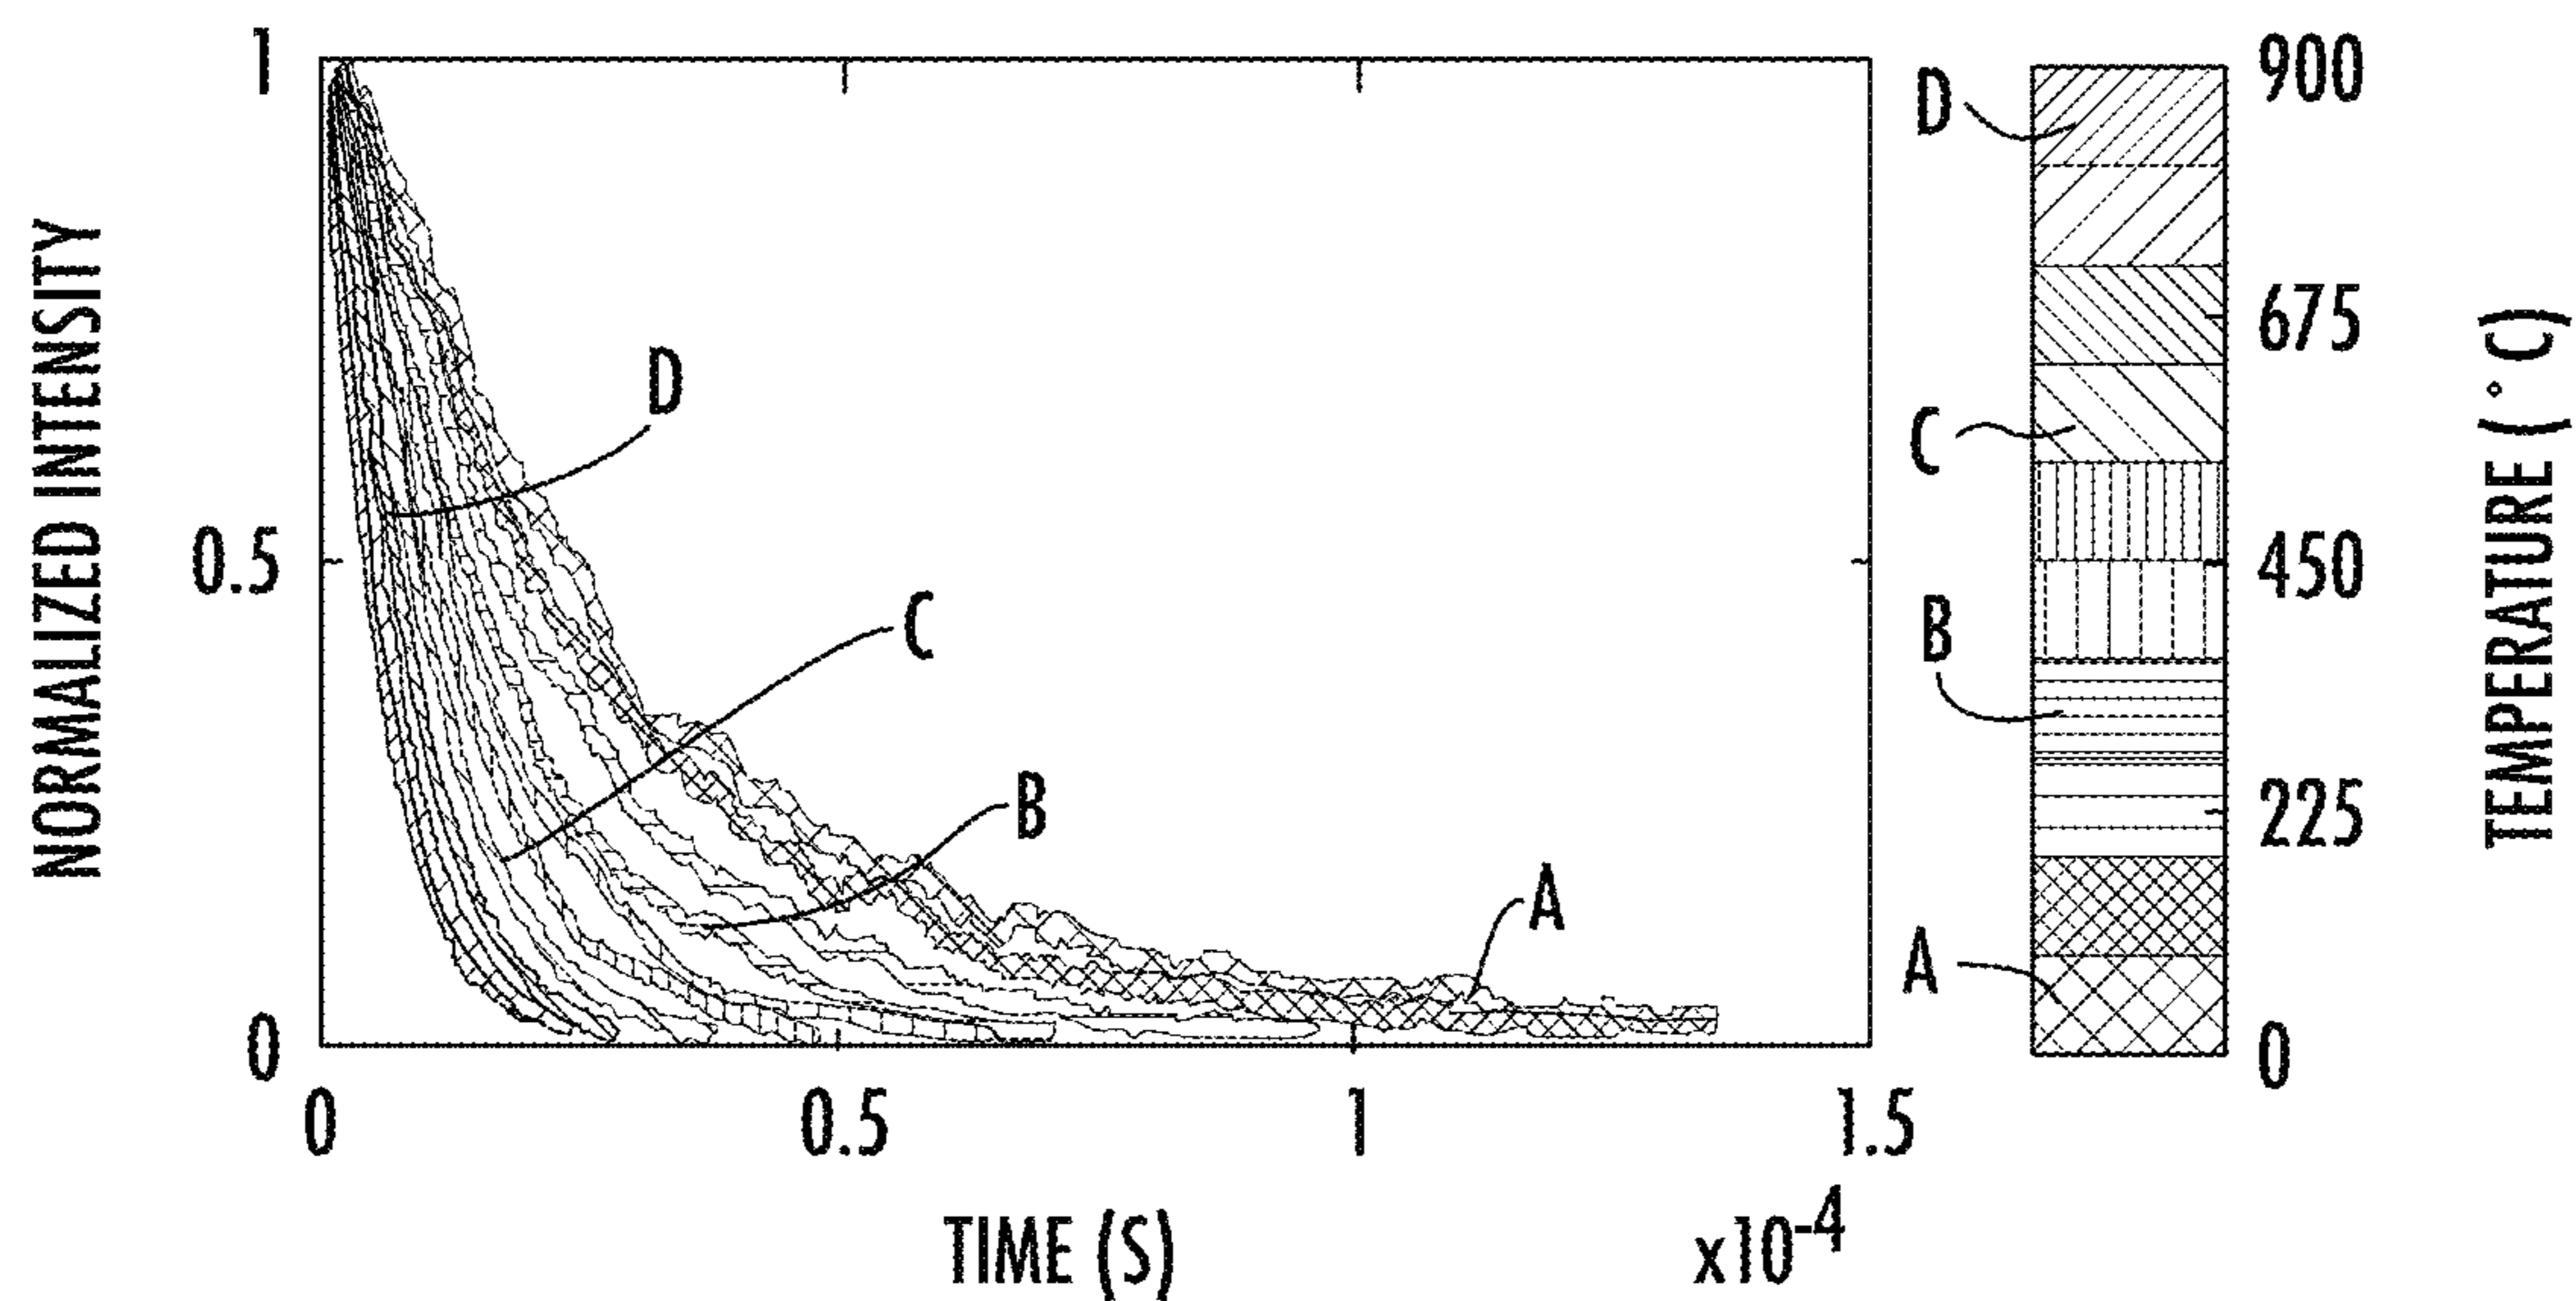 NORMALIZED INTENSITY
1
0.5
0
D
C
B
A
0
0.5
1
1.5
TIME (S)
x10-4
D
C
B
A
900
675
450
225
0
TEMPERATURE (°C)